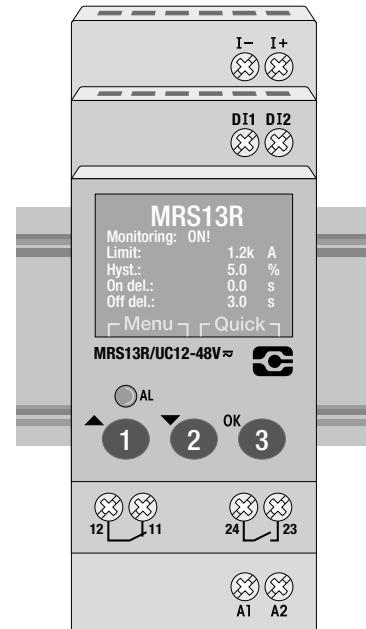 I- I+
DI1 DI2
MRS13R
Monitoring: ON!
Limit: 1.2k A
Hyst.: 5.0 %
On del.: 0.0 s
Off del.: 3.0 s
Menu Quick
MRS13R/UC12-48V≂
AL
OK
1 2 3
12 11 24 23
A1 A2